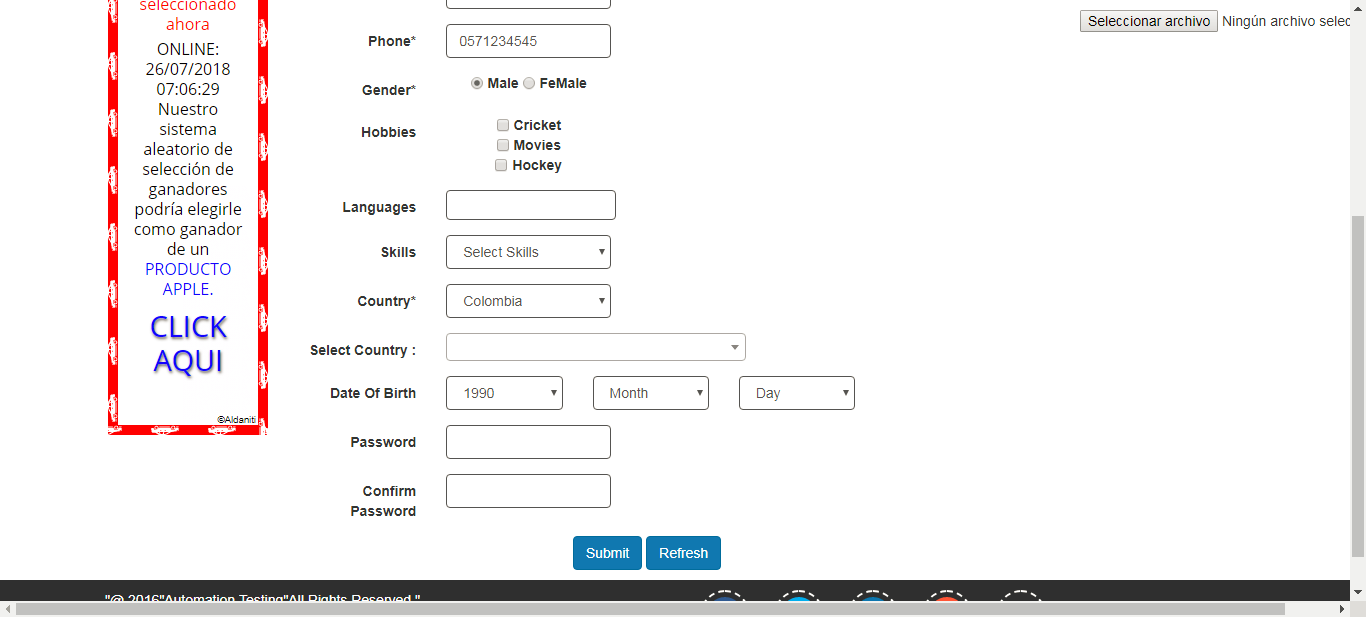 seleccionado
ahora
ONLINE:
26/07/2018
07:06:29
Nuestro
sistema
aleatorio de
selección de
ganadores
podría elegirle
como ganador
de un
PRODUCTO
APPLE.
CLICK
AQUI
©Aldaniti
Seleccionar archivo Ningún archivo selec
Phone* 0571234545
Gender* Male FeMale
Hobbies Cricket
Movies
Hockey
Languages
Skills Select Skills
Country* Colombia
Select Country :
Date Of Birth 1990 Month Day
Password
Confirm
Password
Submit Refresh
"@ 2016"Automation Testing"All Rights Reserved."